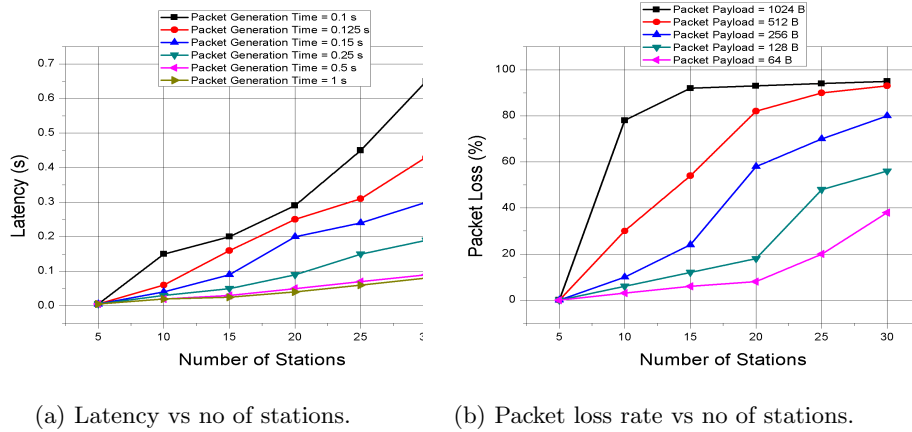 Packet Generation Time = 0.1 s
Packet Generation Time = 0.125 s
Packet Generation Time = 0.15 s
Packet Generation Time = 0.25 s
Packet Generation Time = 0.5 s
Packet Generation Time = 1 s
0.7
0.6
0.5
0.4
0.3
0.2
0.1
0.0
Latency (s)
5 10 15 20 25 30
Number of Stations
(a) Latency vs no of stations.
Packet Payload = 1024 B
Packet Payload = 512 B
Packet Payload = 256 B
Packet Payload = 128 B
Packet Payload = 64 B
100
80
60
40
20
0
Packet Loss (%)
5 10 15 20 25 30
Number of Stations
(b) Packet loss rate vs no of stations.